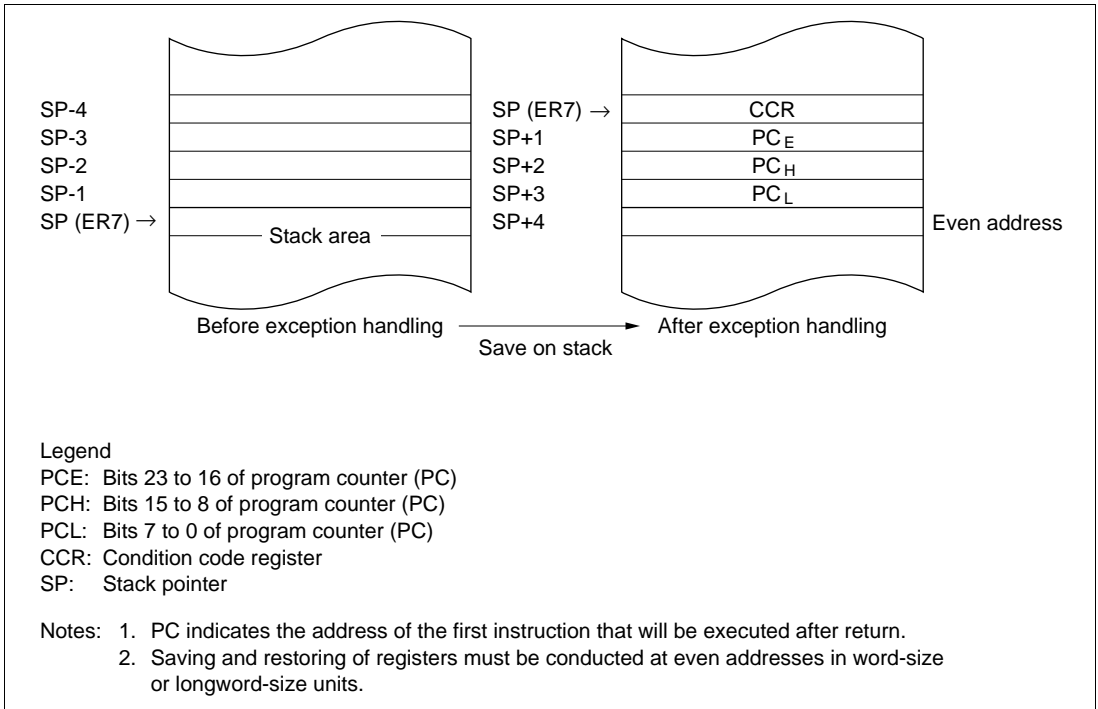 SP-4
SP-3
SP-2
SP-1
SP (ER7) →
Stack area
SP (ER7) →
SP+1
SP+2
SP+3
SP+4
CCR
PC E
PC H
PC L
Even address
Before exception handling
Save on stack
After exception handling
Legend
PCE: Bits 23 to 16 of program counter (PC)
PCH: Bits 15 to 8 of program counter (PC)
PCL: Bits 7 to 0 of program counter (PC)
CCR: Condition code register
SP: Stack pointer
Notes: 1. PC indicates the address of the first instruction that will be executed after return.
2. Saving and restoring of registers must be conducted at even addresses in word-size
or longword-size units.